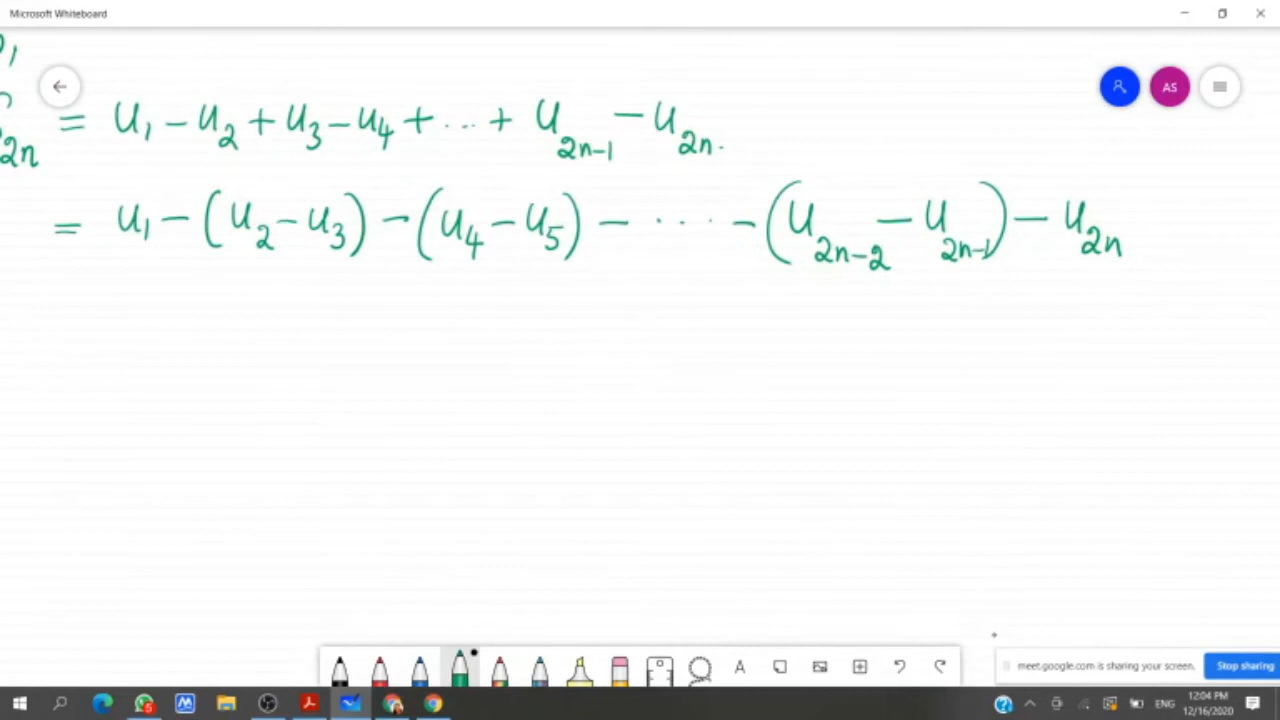 Microsoft Whiteboard
AS
2n = u₁ - u₂ + u₃ - u₄ + ... + u₂ₙ₋₁ - u₂ₙ.
= u₁ - (u₂ - u₃) - (u₄ - u₅) - .... - (u₂ₙ₋₂ - u₂ₙ₋₁) - u₂ₙ
A
meet.google.com is sharing your screen.
Stop sharing
5
ENG
12:04 PM
12/16/2020